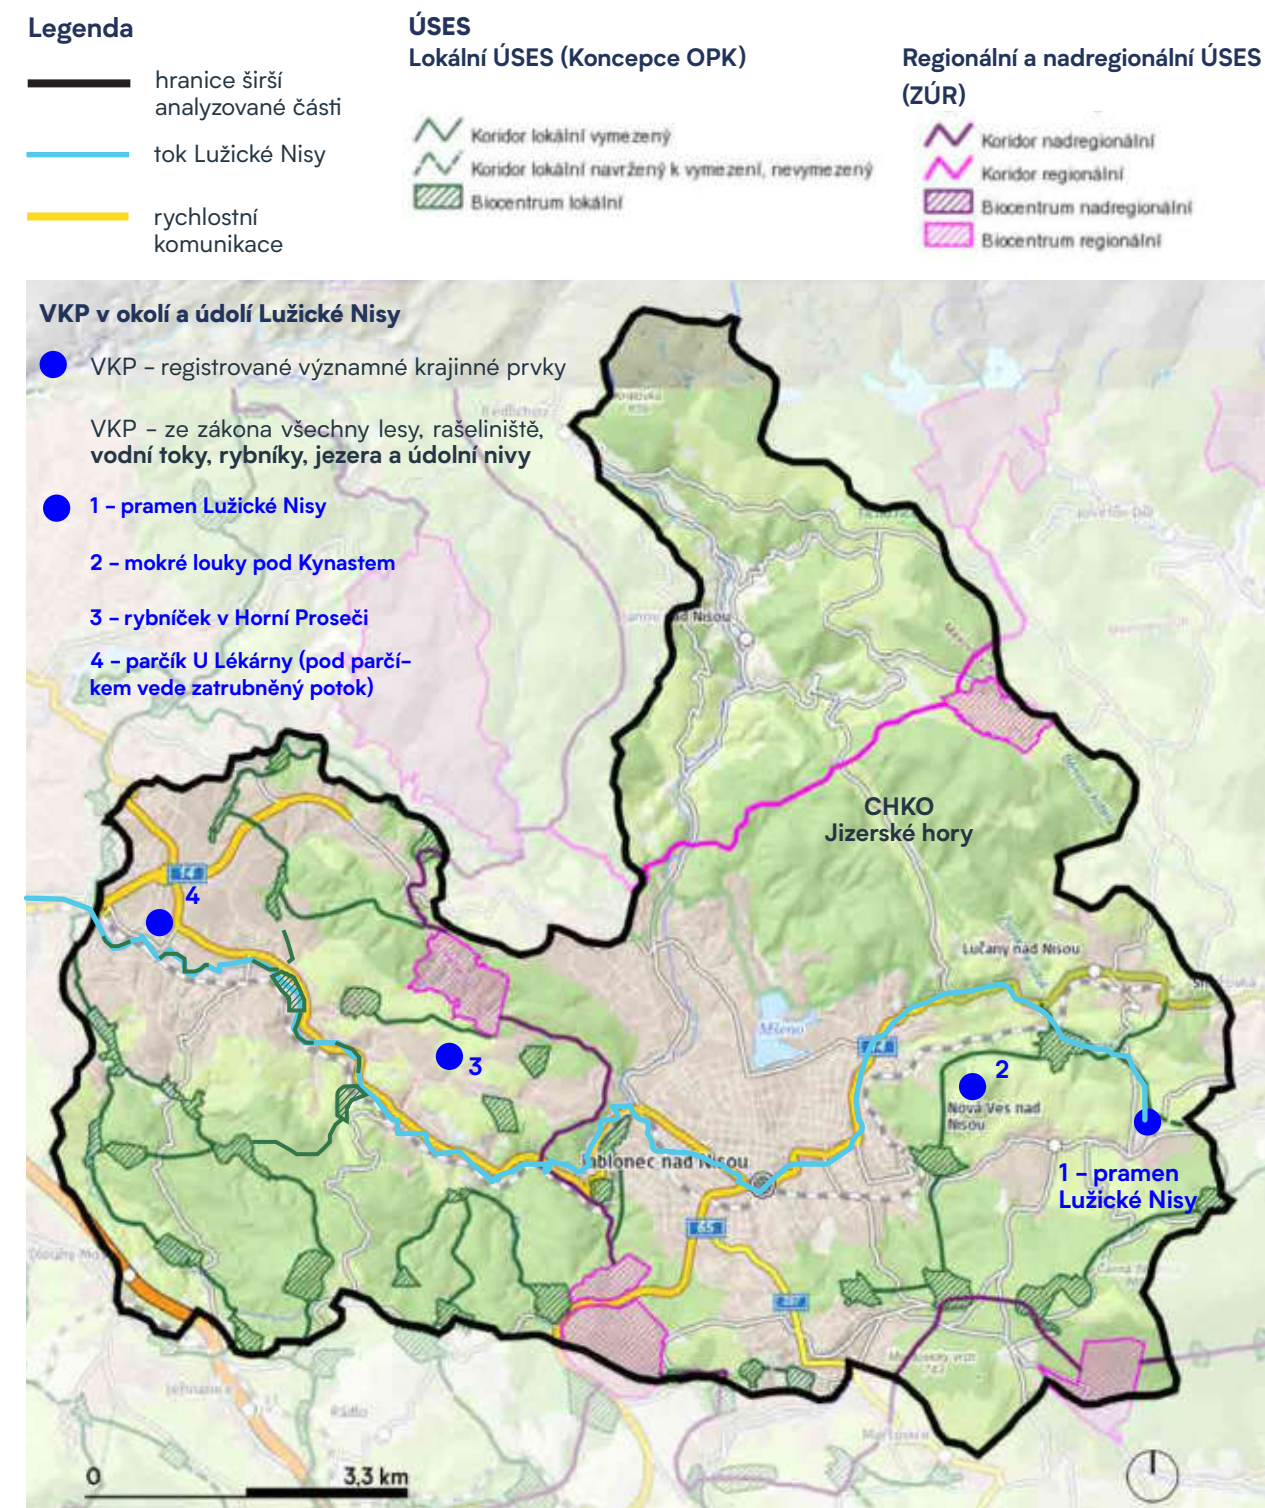 Legenda
hranice širší
analyzované části
tok Lužické Nisy
rychlostní
komunikace
ÚSES
Lokální ÚSES (Koncepce OPK)
Koridor lokální vymezený
Koridor lokální navržený k vymezení, nevymezený
Biocentrum lokální
Regionální a nadregionální ÚSES
(ZÚR)
Koridor nadregionální
Koridor regionální
Biocentrum nadregionální
Biocentrum regionální
VKP v okolí a údolí Lužické Nisy
VKP – registrované významné krajinné prvky
VKP – ze zákona všechny lesy, rašeliniště,
vodní toky, rybníky, jezera a údolní nivy
1 – pramen Lužické Nisy
2 – mokré louky pod Kynastem
3 – rybníček v Horní Proseči
4 – parčík U Lékárny (pod parčí-
kem vede zatrubněný potok)
nad Nisou
CHKO
Jizerské hory
14
4
Lučany nad Nisou
Mšeno
3
2
Nová Ves nad
Nisou
Jablonec nad Nisou
1 – pramen
Lužické Nisy
65
Rádlo
0
3,3 km